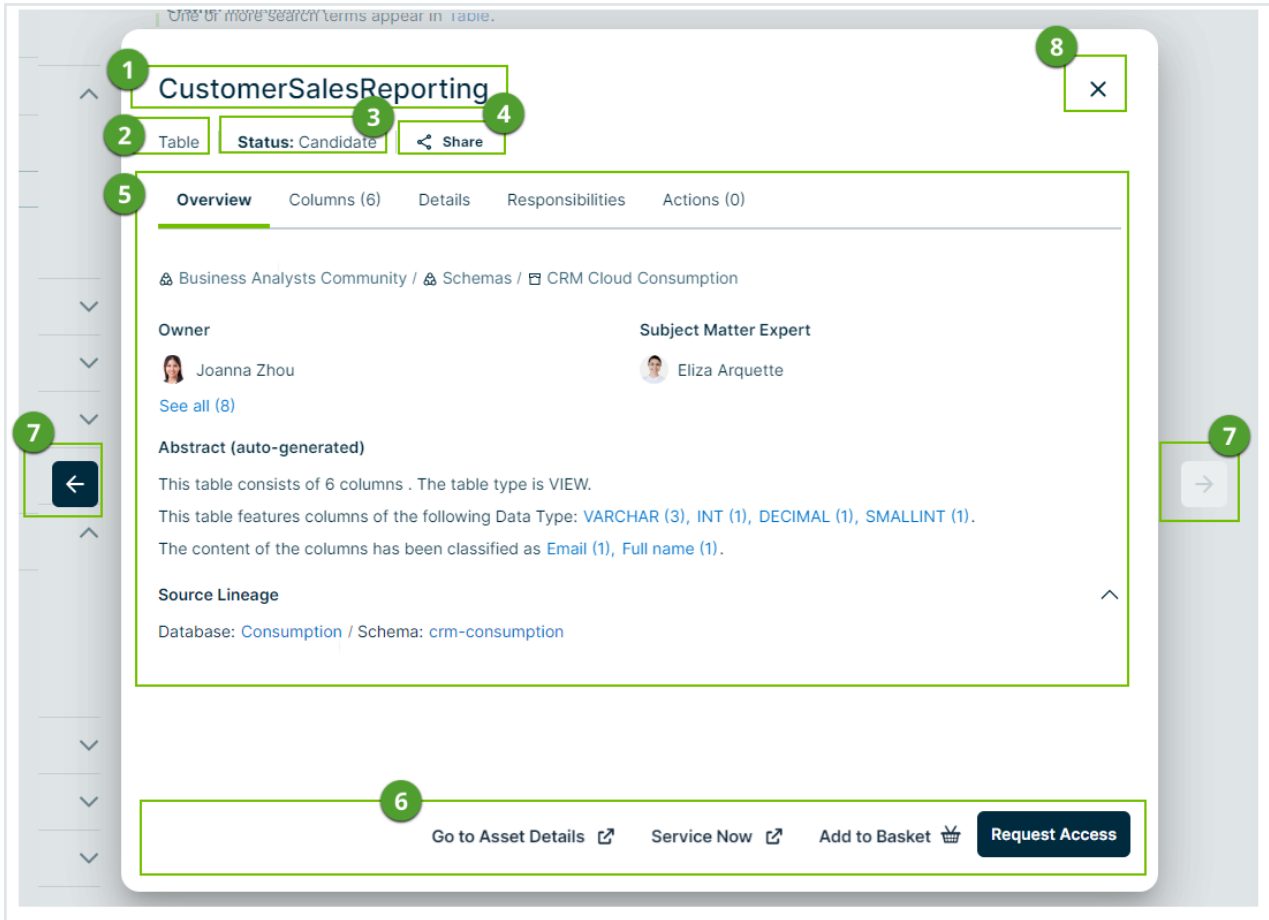 One or more search terms appear in Table.
1
CustomerSalesReporting
8
2
Table
3
Status: Candidate
4
Share
5
Overview Columns (6) Details Responsibilities Actions (0)
Business Analysts Community / Schemas / CRM Cloud Consumption
Owner Subject Matter Expert
Joanna Zhou Eliza Arquette
See all (8)
7
7
Abstract (auto-generated)
This table consists of 6 columns . The table type is VIEW.
This table features columns of the following Data Type: VARCHAR (3), INT (1), DECIMAL (1), SMALLINT (1).
The content of the columns has been classified as Email (1), Full name (1).
Source Lineage
Database: Consumption / Schema: crm-consumption
6
Go to Asset Details Service Now Add to Basket Request Access